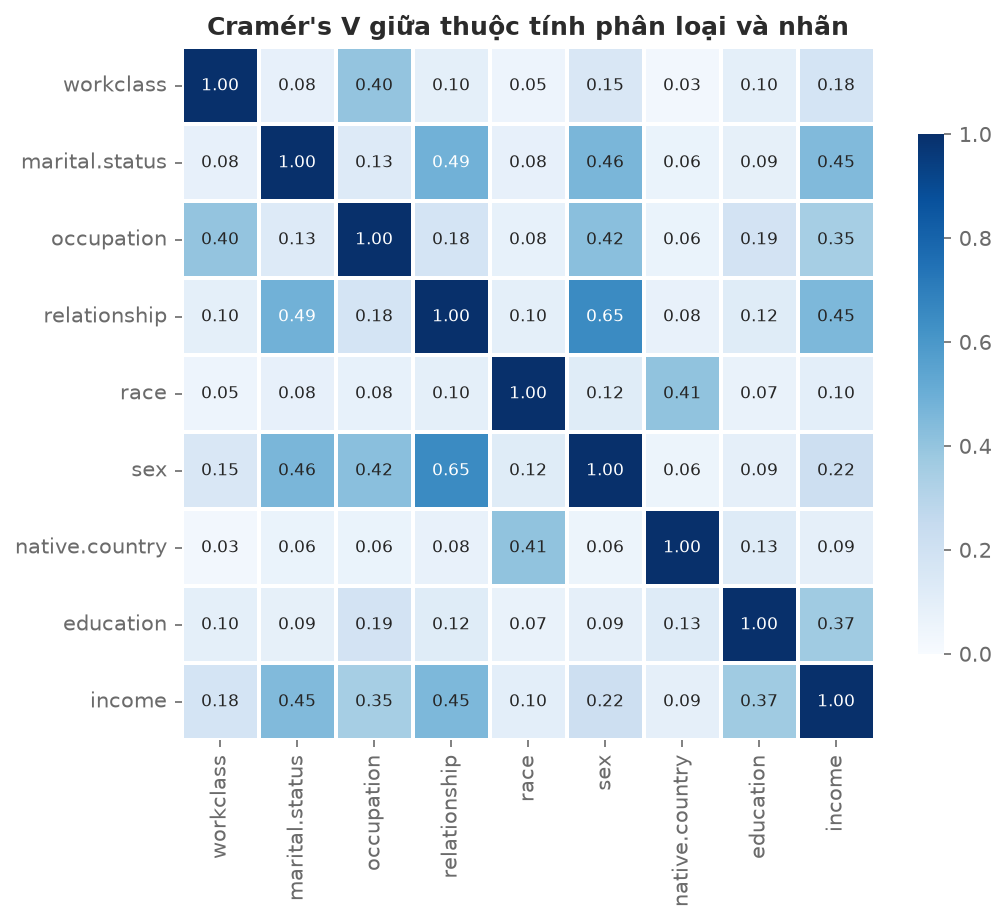 Cramér's V giữa thuộc tính phân loại và nhãn
workclass 1.00 0.08 0.40 0.10 0.05 0.15 0.03 0.10 0.18
marital.status 0.08 1.00 0.13 0.49 0.08 0.46 0.06 0.09 0.45
occupation 0.40 0.13 1.00 0.18 0.08 0.42 0.06 0.19 0.35
relationship 0.10 0.49 0.18 1.00 0.10 0.65 0.08 0.12 0.45
race 0.05 0.08 0.08 0.10 1.00 0.12 0.41 0.07 0.10
sex 0.15 0.46 0.42 0.65 0.12 1.00 0.06 0.09 0.22
native.country 0.03 0.06 0.06 0.08 0.41 0.06 1.00 0.13 0.09
education 0.10 0.09 0.19 0.12 0.07 0.09 0.13 1.00 0.37
income 0.18 0.45 0.35 0.45 0.10 0.22 0.09 0.37 1.00
workclass
marital.status
occupation
relationship
race
sex
native.country
education
income
1.0
0.8
0.6
0.4
0.2
0.0